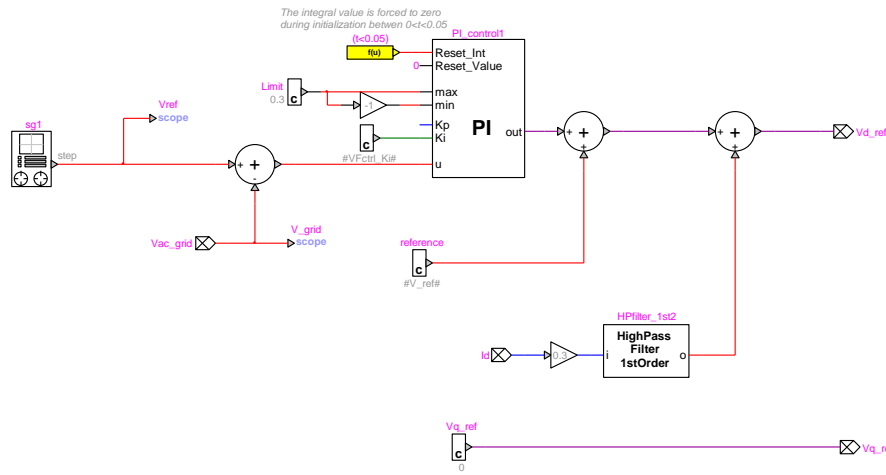 The integral value is forced to zero
during initialization betwen 0<t<0.05
(t<0.05)
f(u)
PI_control1
Reset_Int
0
Reset_Value
Limit
c
0.3
max
-1
min
PI
out
Kp
Ki
c
#VFctrl_Ki#
u
Vref
scope
sg1
step
+
+
-
V_grid
scope
Vac_grid
+
+
+
+
+
+
Vd_ref
reference
c
#V_ref#
HPfilter_1st2
HighPass
Filter
1stOrder
i
o
Id
0.3
Vq_ref
c
0
Vq_re